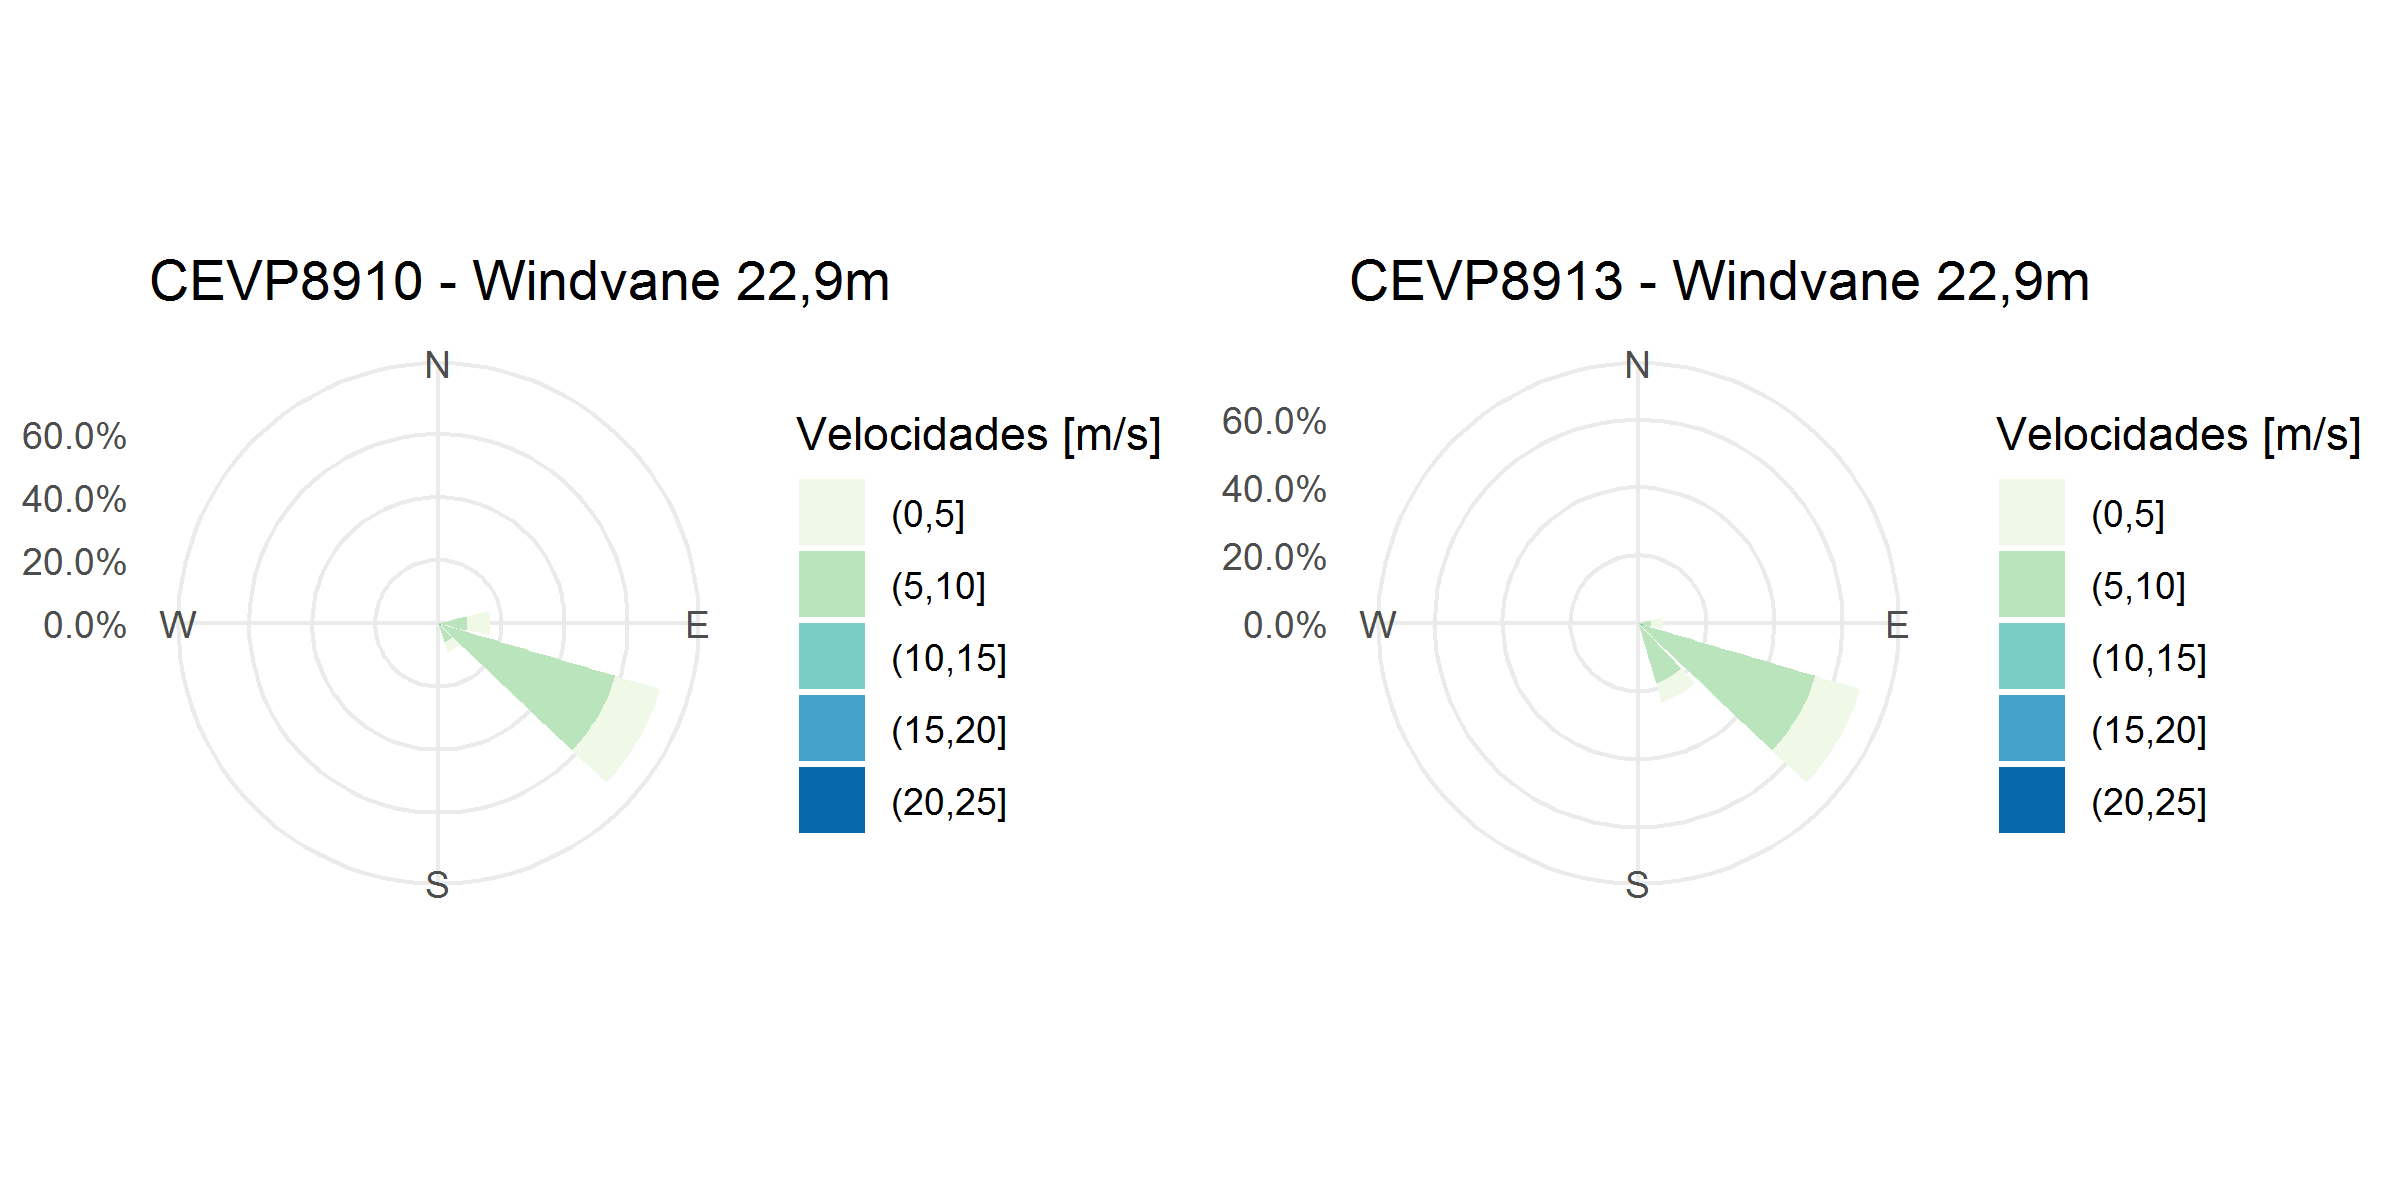 CEVP8910 - Windvane 22,9m
N
60.0%
40.0%
20.0%
0.0%
W
E
S
Velocidades [m/s]
(0,5]
(5,10]
(10,15]
(15,20]
(20,25]
CEVP8913 - Windvane 22,9m
N
60.0%
40.0%
20.0%
0.0%
W
E
S
Velocidades [m/s]
(0,5]
(5,10]
(10,15]
(15,20]
(20,25]